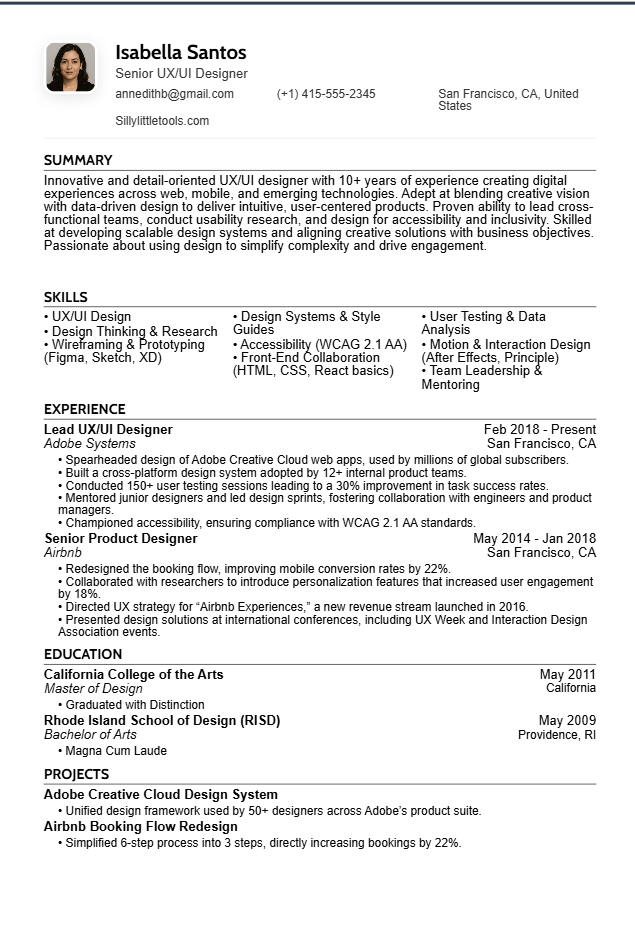 Isabella Santos
Senior UX/UI Designer
annedithb@gmail.com (+1) 415-555-2345 San Francisco, CA, United
States
Sillylittletools.com
SUMMARY
Innovative and detail-oriented UX/UI designer with 10+ years of experience creating digital
experiences across web, mobile, and emerging technologies. Adept at blending creative vision
with data-driven design to deliver intuitive, user-centered products. Proven ability to lead cross-
functional teams, conduct usability research, and design for accessibility and inclusivity. Skilled
at developing scalable design systems and aligning creative solutions with business objectives.
Passionate about using design to simplify complexity and drive engagement.
SKILLS
• UX/UI Design
• Design Thinking & Research
• Wireframing & Prototyping
(Figma, Sketch, XD)
• Design Systems & Style
Guides
• Accessibility (WCAG 2.1 AA)
• Front-End Collaboration
(HTML, CSS, React basics)
• User Testing & Data
Analysis
• Motion & Interaction Design
(After Effects, Principle)
• Team Leadership &
Mentoring
EXPERIENCE
Lead UX/UI Designer Feb 2018 - Present
Adobe Systems San Francisco, CA
• Spearheaded design of Adobe Creative Cloud web apps, used by millions of global subscribers.
• Built a cross-platform design system adopted by 12+ internal product teams.
• Conducted 150+ user testing sessions leading to a 30% improvement in task success rates.
• Mentored junior designers and led design sprints, fostering collaboration with engineers and product
managers.
• Championed accessibility, ensuring compliance with WCAG 2.1 AA standards.
Senior Product Designer May 2014 - Jan 2018
Airbnb San Francisco, CA
• Redesigned the booking flow, improving mobile conversion rates by 22%.
• Collaborated with researchers to introduce personalization features that increased user engagement
by 18%.
• Directed UX strategy for “Airbnb Experiences,” a new revenue stream launched in 2016.
• Presented design solutions at international conferences, including UX Week and Interaction Design
Association events.
EDUCATION
California College of the Arts May 2011
Master of Design California
• Graduated with Distinction
Rhode Island School of Design (RISD) May 2009
Bachelor of Arts Providence, RI
• Magna Cum Laude
PROJECTS
Adobe Creative Cloud Design System
• Unified design framework used by 50+ designers across Adobe's product suite.
Airbnb Booking Flow Redesign
• Simplified 6-step process into 3 steps, directly increasing bookings by 22%.